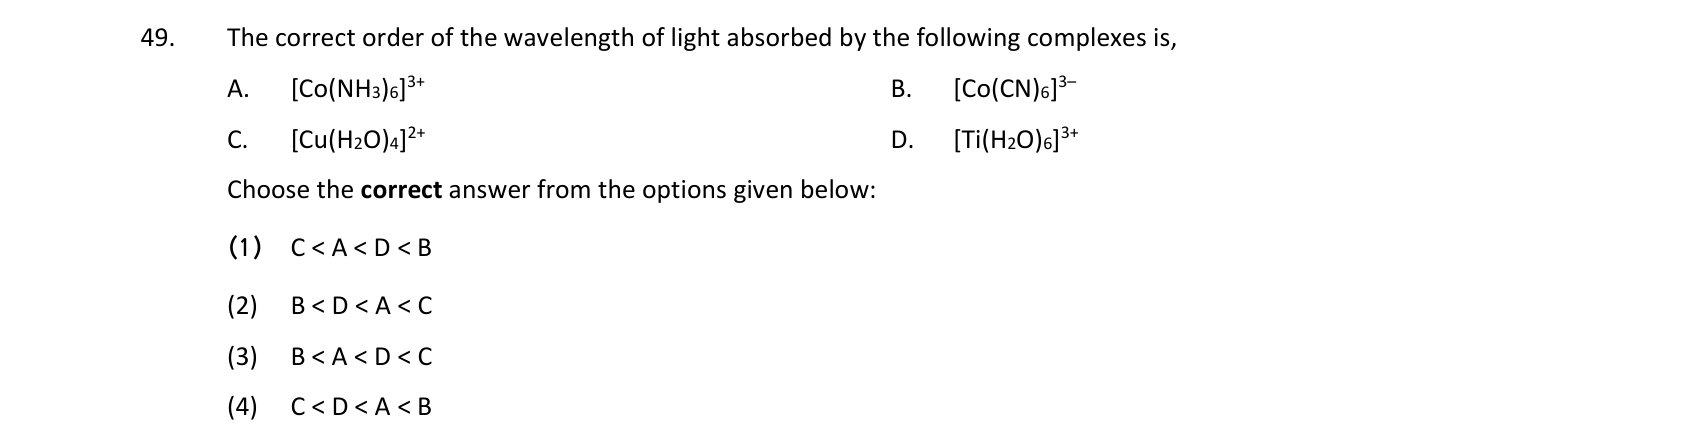 49. The correct order of the wavelength of light absorbed by the following complexes is,
A. [Co(NH₃)₆]³⁺ B. [Co(CN)₆]³⁻
C. [Cu(H₂O)₄]²⁺ D. [Ti(H₂O)₆]³⁺
Choose the correct answer from the options given below:
(1) C < A < D < B
(2) B < D < A < C
(3) B < A < D < C
(4) C < D < A < B